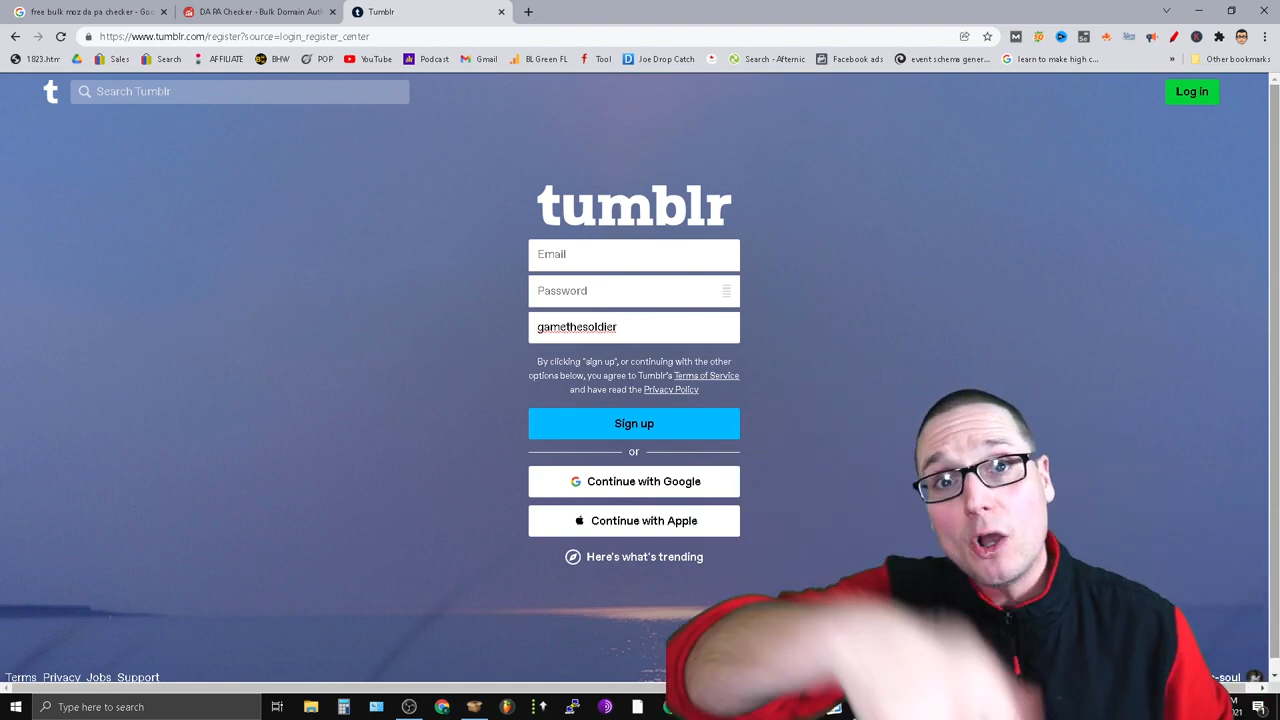 free bulk moz da pa checker - Go
DA PA Checker - Bulk Domain Auth
Tumblr
https://www.tumblr.com/register?source=login_register_center
1823.htm
Sales
Search
AFFILIATE
BHW
POP
YouTube
Podcast
Gmail
BL Green FL
Tool
Joe Drop Catch
Search - Afternic
Facebook ads
event schema gener...
learn to make high c...
»
Other bookmarks
t
Search Tumblr
Log in
tumblr
Email
Password
gamethesoldier
By clicking "sign up", or continuing with the other
options below, you agree to Tumblr's Terms of Service
and have read the Privacy Policy
Sign up
or
Continue with Google
Continue with Apple
Here's what's trending
Terms Privacy Jobs Support
Type here to search